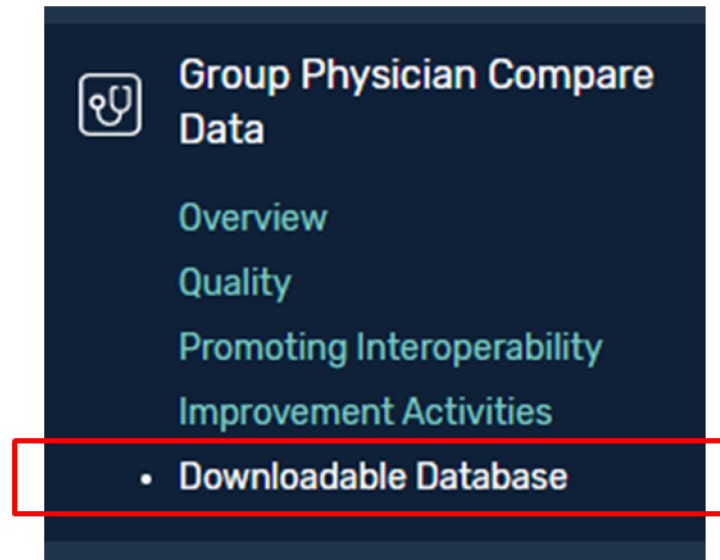 Group Physician Compare
Data
Overview
Quality
Promoting Interoperability
Improvement Activities
• Downloadable Database